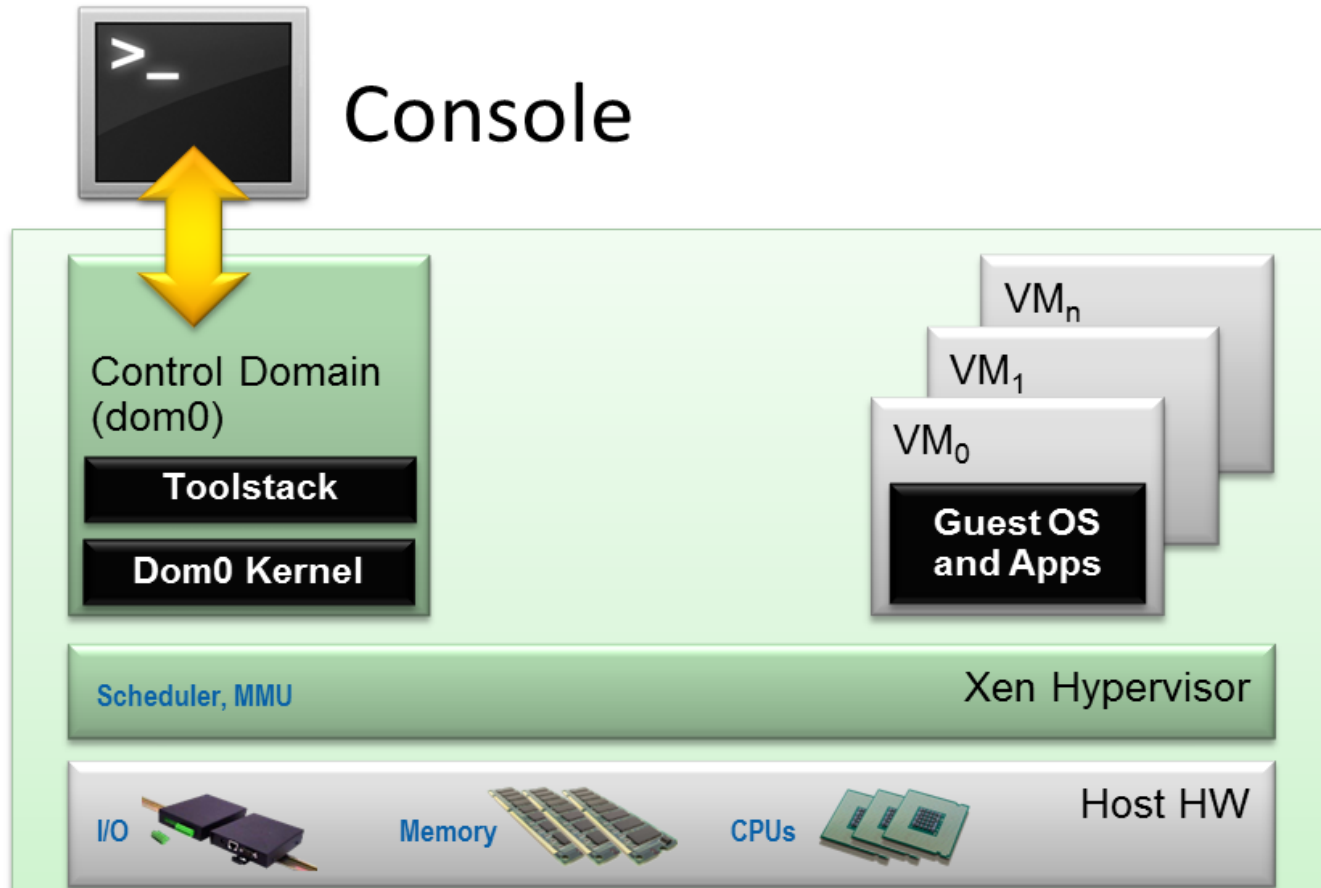 >_
Console
Control Domain
(dom0)
Toolstack
Dom0 Kernel
VMn
VM1
VM0
Guest OS
and Apps
Scheduler, MMU
Xen Hypervisor
I/O
Memory
CPUs
Host HW